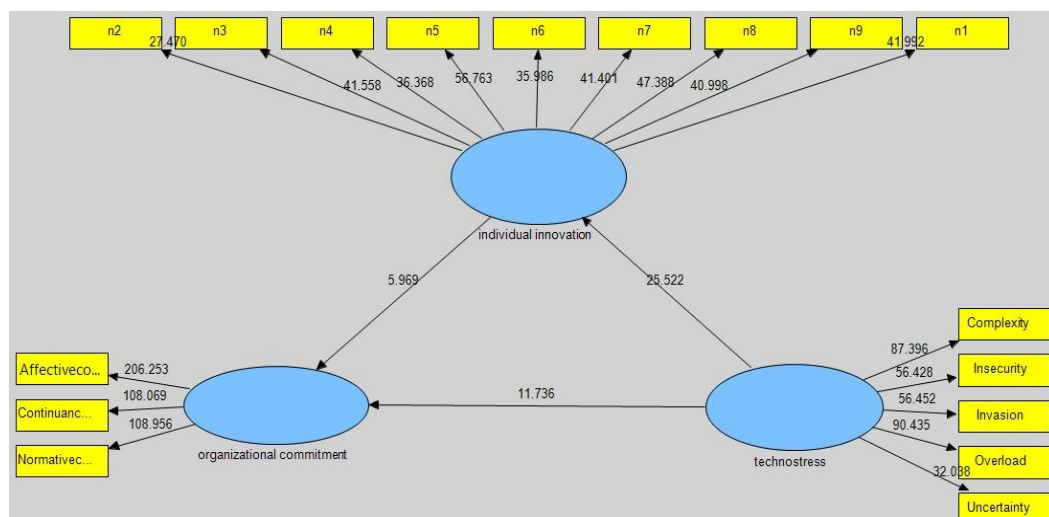 n2
n3
n4
n5
n6
n7
n8
n9
n1
27.470
41.558
36.368
56.763
35.986
41.401
47.388
40.998
41.992
individual innovation
5.969
25.522
Affectiveco...
Continuanc...
Normativec...
206.253
108.069
108.956
organizational commitment
11.736
technostress
87.396
56.428
56.452
90.435
32.038
Complexity
Insecurity
Invasion
Overload
Uncertainty